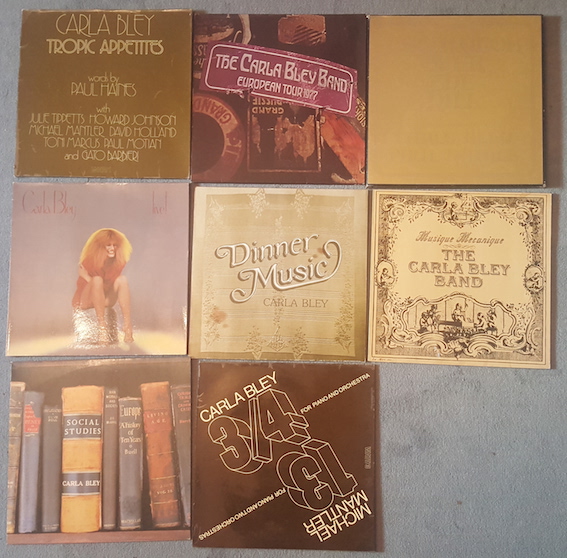 CARLA BLEY
TROPIC APPETITES
words by
PAUL HAINES
with
JULIE TIPPETTS HOWARD JOHNSON
MICHAEL MANTLER DAVID HOLLAND
TONI MARCUS PAUL MOTIAN
and GATO BARBIERI
THE CARLA BLEY BAND
EUROPEAN TOUR 1977
GRAND
Carla Bley live!
Dinner
Music
CARLA BLEY
Musique Mecanique
THE
CARLA BLEY
BAND
SOCIAL
STUDIES
CARLA BLEY
CARLA BLEY
3/4
FOR PIANO AND ORCHESTRA
13
FOR PIANO AND TWO ORCHESTRAS
MICHAEL
MANTLER